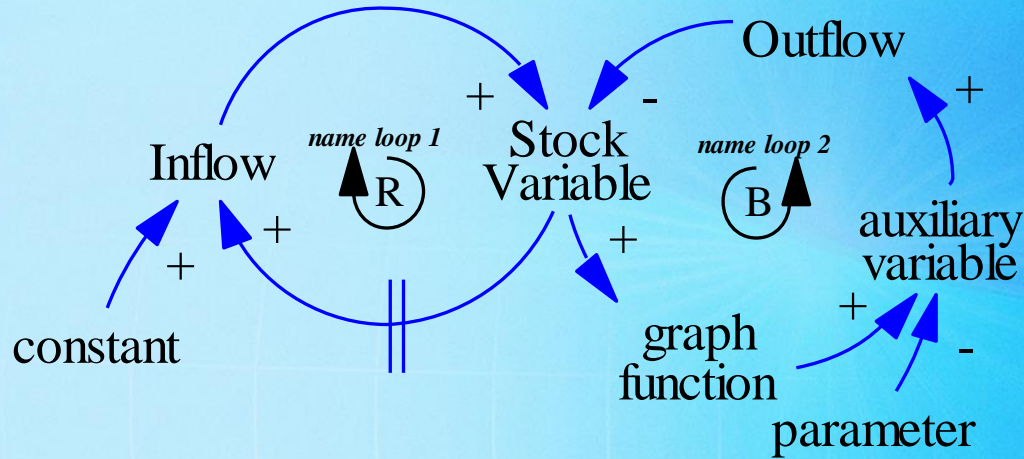 Outflow
+
+
-
name loop 1
Stock
Variable
name loop 2
Inflow
R
B
auxiliary
variable
+
+
+
constant
graph
function
+
-
parameter